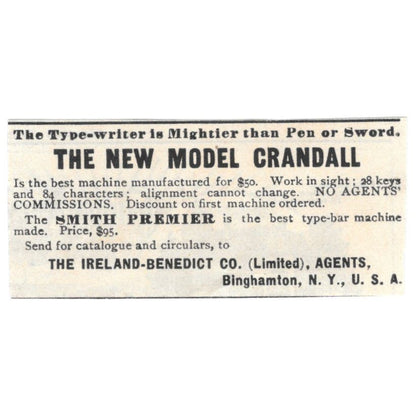 The Type-writer is Mightier than Pen or Sword.
THE NEW MODEL CRANDALL
Is the best machine manufactured for $50. Work in sight; 28 keys
and 84 characters; alignment cannot change. NO AGENTS'
COMMISSIONS. Discount on first machine ordered.
The SMITH PREMIER is the best type-bar machine
made. Price, $95.
Send for catalogue and circulars, to
THE IRELAND-BENEDICT CO. (Limited), AGENTS,
Binghamton, N. Y., U. S. A.